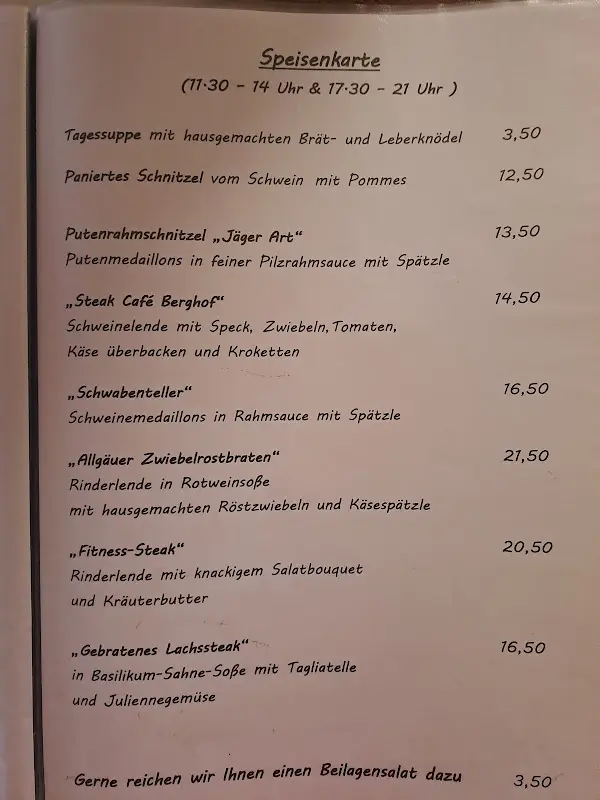 Speisenkarte
(11.30 - 14 Uhr & 17.30 - 21 Uhr )
Tagessuppe mit hausgemachten Brät- und Leberknödel 3,50
Paniertes Schnitzel vom Schwein mit Pommes 12,50
Putenrahmschnitzel „Jäger Art“ 13,50
Putenmedaillons in feiner Pilzrahmsauce mit Spätzle
„Steak Café Berghof“ 14,50
Schweinelende mit Speck, Zwiebeln, Tomaten,
Käse überbacken und Kroketten
„Schwabenteller“ 16,50
Schweinemedaillons in Rahmsauce mit Spätzle
„Allgäuer Zwiebelrostbraten“ 21,50
Rinderlende in Rotweinsoße
mit hausgemachten Röstzwiebeln und Käsespätzle
„Fitness-Steak“ 20,50
Rinderlende mit knackigem Salatbouquet
und Kräuterbutter
„Gebratenes Lachssteak“ 16,50
in Basilikum-Sahne-Soße mit Tagliatelle
und Juliennegemüse
Gerne reichen wir Ihnen einen Beilagensalat dazu 3,50